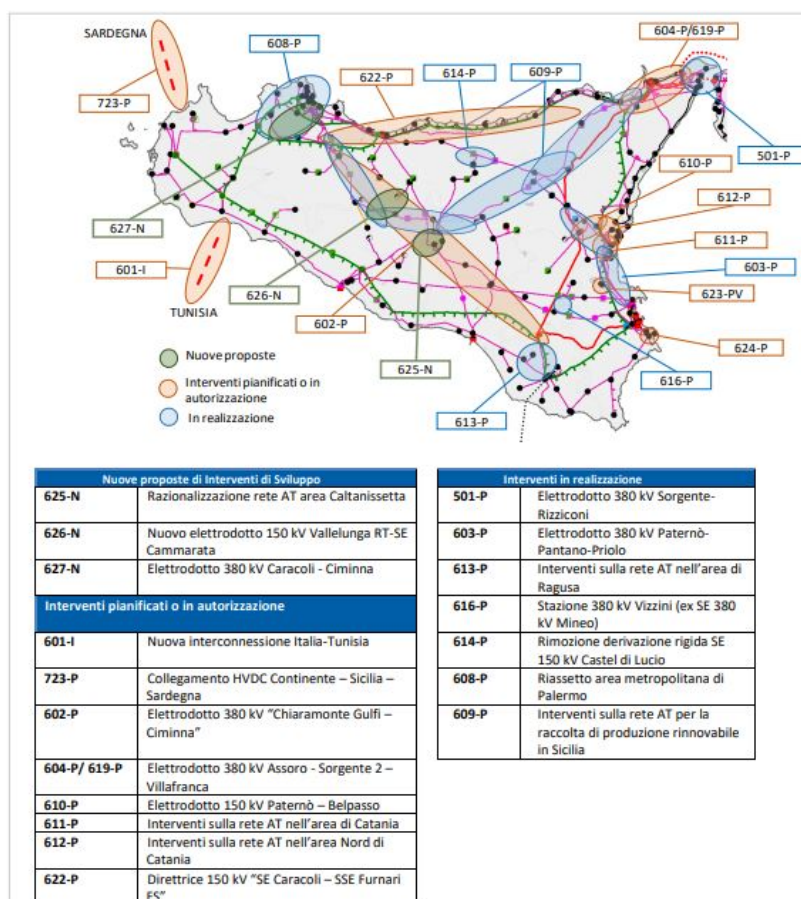 SARDEGNA
608-P
604-P/619-P
622-P
614-P
609-P
723-P
501-P
610-P
612-P
627-N
611-P
601-I
603-P
626-N
TUNISIA
623-PV
602-P
624-P
Nuove proposte
625-N
Interventi pianificati o in
autorizzazione
616-P
In realizzazione
613-P
Nuove proposte di Interventi di Sviluppo
625-N Razionalizzazione rete AT area Caltanissetta
626-N Nuovo elettrodotto 150 kV Vallelunga RT-SE
Cammarata
627-N Elettrodotto 380 kV Caracoli - Ciminna
Interventi pianificati o in autorizzazione
601-I Nuova interconnessione Italia-Tunisia
723-P Collegamento HVDC Continente – Sicilia –
Sardegna
602-P Elettrodotto 380 kV “Chiaramonte Gulfi –
Ciminna”
604-P/ 619-P Elettrodotto 380 kV Assoro - Sorgente 2 –
Villafranca
610-P Elettrodotto 150 kV Paternò – Belpasso
611-P Interventi sulla rete AT nell’area di Catania
612-P Interventi sulla rete AT nell’area Nord di
Catania
622-P Direttrice 150 kV “SE Caracoli – SSE Furnari
FS”
Interventi in realizzazione
501-P Elettrodotto 380 kV Sorgente-
Rizziconi
603-P Elettrodotto 380 kV Paternò-
Pantano-Priolo
613-P Interventi sulla rete AT nell’area di
Ragusa
616-P Stazione 380 kV Vizzini (ex SE 380
kV Mineo)
614-P Rimozione derivazione rigida SE
150 kV Castel di Lucio
608-P Riassetto area metropolitana di
Palermo
609-P Interventi sulla rete AT per la
raccolta di produzione rinnovabile
in Sicilia